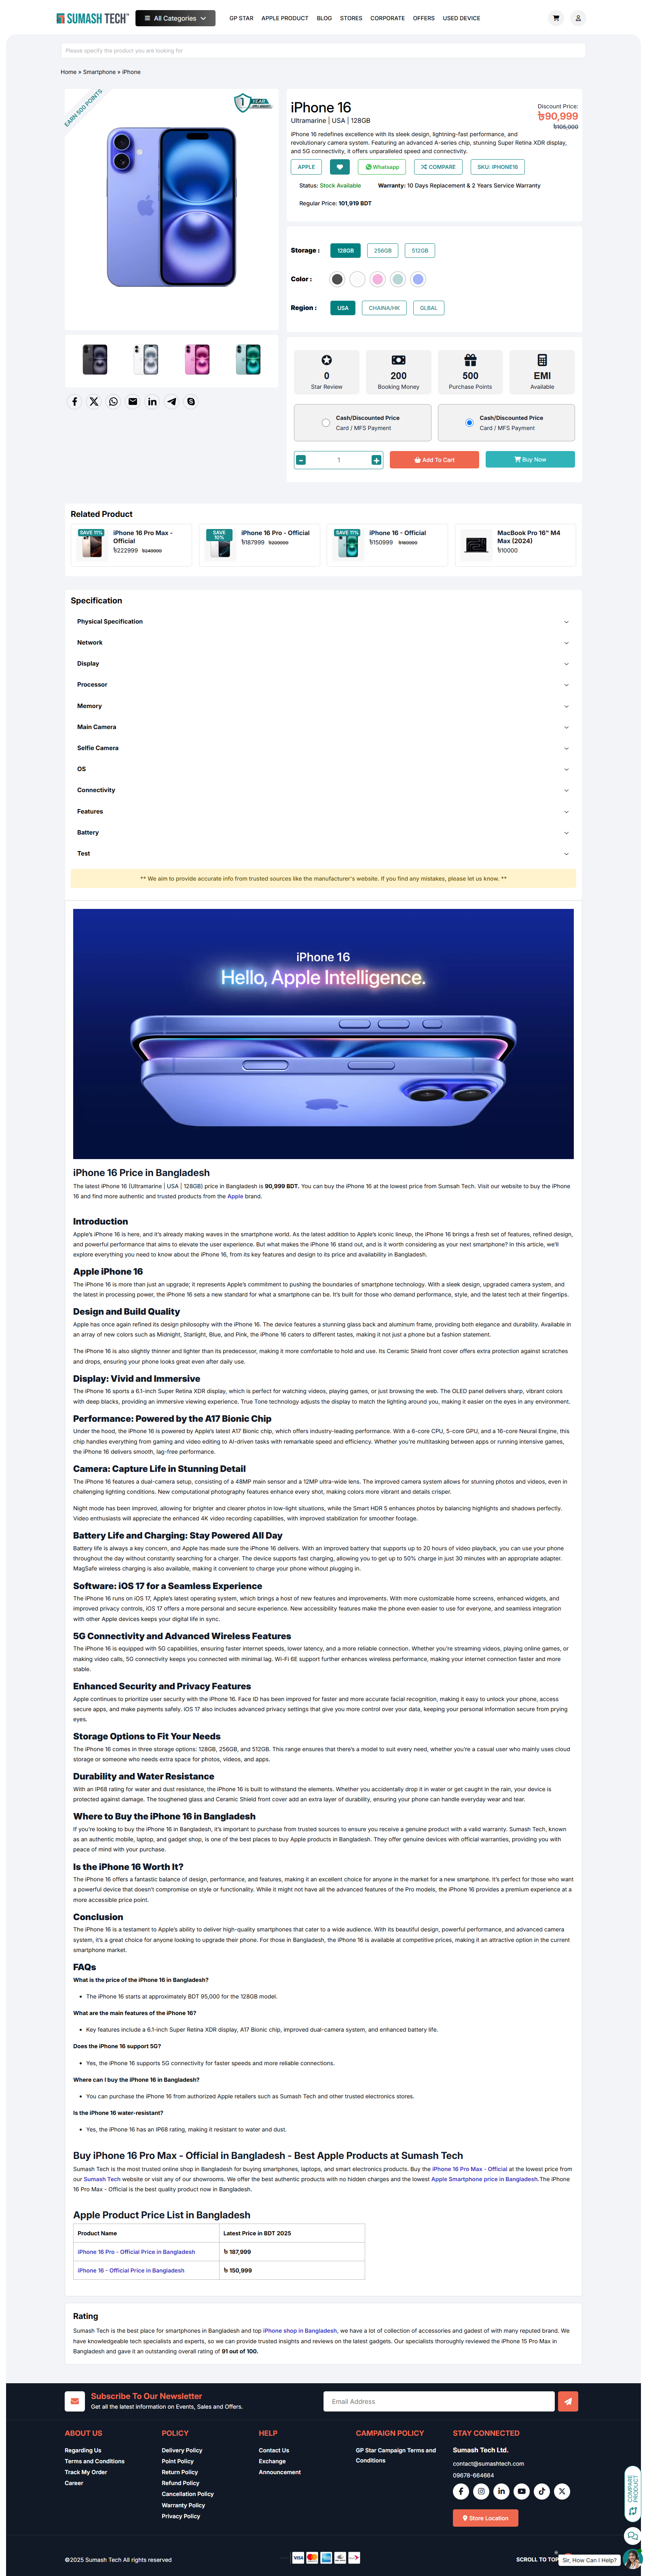 SUMASH TECH
All Categories
GP STAR APPLE PRODUCT BLOG STORES CORPORATE OFFERS USED DEVICE
Please specify the product you are looking for
Home » Smartphone » iPhone
EARN 500 POINTS
1 YEAR
iPhone 16
Ultramarine | USA | 128GB
Discount Price:
৳90,999
৳105,000
iPhone 16 redefines excellence with its sleek design, lightning-fast performance, and
revolutionary camera system. Featuring an advanced A-series chip, stunning Super Retina XDR display,
and 5G connectivity, it offers unparalleled speed and connectivity.
APPLE
Whatsapp
COMPARE
SKU: IPHONE16
Status: Stock Available Warranty: 10 Days Replacement & 2 Years Service Warranty
Regular Price: 101,919 BDT
Storage : 128GB 256GB 512GB
Color :
Region : USA CHAINA/HK GLBAL
0
Star Review
200
Booking Money
500
Purchase Points
EMI
Available
Cash/Discounted Price
Card / MFS Payment
Cash/Discounted Price
Card / MFS Payment
- 1 +
Add To Cart
Buy Now
Related Product
SAVE 11%
iPhone 16 Pro Max -
Official
৳222999 ৳249999
SAVE
10%
iPhone 16 Pro - Official
৳187999 ৳209999
SAVE 11%
iPhone 16 - Official
৳150999 ৳169999
MacBook Pro 16" M4
Max (2024)
৳10000
Specification
Physical Specification
Network
Display
Processor
Memory
Main Camera
Selfie Camera
OS
Connectivity
Features
Battery
Test
** We aim to provide accurate info from trusted sources like the manufacturer's website. If you find any mistakes, please let us know. **
iPhone 16
Hello, Apple Intelligence.
iPhone 16 Price in Bangladesh
The latest iPhone 16 (Ultramarine | USA | 128GB) price in Bangladesh is 90,999 BDT. You can buy the iPhone 16 at the lowest price from Sumsah Tech. Visit our website to buy the iPhone
16 and find more authentic and trusted products from the Apple brand.
Introduction
Apple's iPhone 16 is here, and it's already making waves in the smartphone world. As the latest addition to Apple's iconic lineup, the iPhone 16 brings a fresh set of features, refined design,
and powerful performance that aims to elevate the user experience. But what makes the iPhone 16 stand out, and is it worth considering as your next smartphone? In this article, we'll
explore everything you need to know about the iPhone 16, from its key features and design to its price and availability in Bangladesh.
Apple iPhone 16
The iPhone 16 is more than just an upgrade; it represents Apple's commitment to pushing the boundaries of smartphone technology. With a sleek design, upgraded camera system, and
the latest in processing power, the iPhone 16 sets a new standard for what a smartphone can be. It's built for those who demand performance, style, and the latest tech at their fingertips.
Design and Build Quality
Apple has once again refined its design philosophy with the iPhone 16. The device features a stunning glass back and aluminum frame, providing both elegance and durability. Available in
an array of new colors such as Midnight, Starlight, Blue, and Pink, the iPhone 16 caters to different tastes, making it not just a phone but a fashion statement.
The iPhone 16 is also slightly thinner and lighter than its predecessor, making it more comfortable to hold and use. Its Ceramic Shield front cover offers extra protection against scratches
and drops, ensuring your phone looks great even after daily use.
Display: Vivid and Immersive
The iPhone 16 sports a 6.1-inch Super Retina XDR display, which is perfect for watching videos, playing games, or just browsing the web. The OLED panel delivers sharp, vibrant colors
with deep blacks, providing an immersive viewing experience. True Tone technology adjusts the display to match the lighting around you, making it easier on the eyes in any environment.
Performance: Powered by the A17 Bionic Chip
Under the hood, the iPhone 16 is powered by Apple's latest A17 Bionic chip, which offers industry-leading performance. With a 6-core CPU, 5-core GPU, and a 16-core Neural Engine, this
chip handles everything from gaming and video editing to AI-driven tasks with remarkable speed and efficiency. Whether you're multitasking between apps or running intensive games,
the iPhone 16 delivers smooth, lag-free performance.
Camera: Capture Life in Stunning Detail
The iPhone 16 features a dual-camera setup, consisting of a 48MP main sensor and a 12MP ultra-wide lens. The improved camera system allows for stunning photos and videos, even in
challenging lighting conditions. New computational photography features enhance every shot, making colors more vibrant and details crisper.
Night mode has been improved, allowing for brighter and clearer photos in low-light situations, while the Smart HDR 5 enhances photos by balancing highlights and shadows perfectly.
Video enthusiasts will appreciate the enhanced 4K video recording capabilities, with improved stabilization for smoother footage.
Battery Life and Charging: Stay Powered All Day
Battery life is always a key concern, and Apple has made sure the iPhone 16 delivers. With an improved battery that supports up to 20 hours of video playback, you can use your phone
throughout the day without constantly searching for a charger. The device supports fast charging, allowing you to get up to 50% charge in just 30 minutes with an appropriate adapter.
MagSafe wireless charging is also available, making it convenient to charge your phone without plugging in.
Software: iOS 17 for a Seamless Experience
The iPhone 16 runs on iOS 17, Apple's latest operating system, which brings a host of new features and improvements. With more customizable home screens, enhanced widgets, and
improved privacy controls, iOS 17 offers a more personal and secure experience. New accessibility features make the phone even easier to use for everyone, and seamless integration
with other Apple devices keeps your digital life in sync.
5G Connectivity and Advanced Wireless Features
The iPhone 16 is equipped with 5G capabilities, ensuring faster internet speeds, lower latency, and a more reliable connection. Whether you're streaming videos, playing online games, or
making video calls, 5G connectivity keeps you connected with minimal lag. Wi-Fi 6E support further enhances wireless performance, making your internet connection faster and more
stable.
Enhanced Security and Privacy Features
Apple continues to prioritize user security with the iPhone 16. Face ID has been improved for faster and more accurate facial recognition, making it easy to unlock your phone, access
secure apps, and make payments safely. iOS 17 also includes advanced privacy settings that give you more control over your data, keeping your personal information secure from prying
eyes.
Storage Options to Fit Your Needs
The iPhone 16 comes in three storage options: 128GB, 256GB, and 512GB. This range ensures that there's a model to suit every need, whether you're a casual user who mainly uses cloud
storage or someone who needs extra space for photos, videos, and apps.
Durability and Water Resistance
With an IP68 rating for water and dust resistance, the iPhone 16 is built to withstand the elements. Whether you accidentally drop it in water or get caught in the rain, your device is
protected against damage. The toughened glass and Ceramic Shield front cover add an extra layer of durability, ensuring your phone can handle everyday wear and tear.
Where to Buy the iPhone 16 in Bangladesh
If you're looking to buy the iPhone 16 in Bangladesh, it's important to purchase from trusted sources to ensure you receive a genuine product with a valid warranty. Sumash Tech, known
as an authentic mobile, laptop, and gadget shop, is one of the best places to buy Apple products in Bangladesh. They offer genuine devices with official warranties, providing you with
peace of mind with your purchase.
Is the iPhone 16 Worth It?
The iPhone 16 offers a fantastic balance of design, performance, and features, making it an excellent choice for anyone in the market for a new smartphone. It's perfect for those who want
a powerful device that doesn't compromise on style or functionality. While it might not have all the advanced features of the Pro models, the iPhone 16 provides a premium experience at a
more accessible price point.
Conclusion
The iPhone 16 is a testament to Apple's ability to deliver high-quality smartphones that cater to a wide audience. With its beautiful design, powerful performance, and advanced camera
system, it's a great choice for anyone looking to upgrade their phone. For those in Bangladesh, the iPhone 16 is available at competitive prices, making it an attractive option in the current
smartphone market.
FAQs
What is the price of the iPhone 16 in Bangladesh?
• The iPhone 16 starts at approximately BDT 95,000 for the 128GB model.
What are the main features of the iPhone 16?
• Key features include a 6.1-inch Super Retina XDR display, A17 Bionic chip, improved dual-camera system, and enhanced battery life.
Does the iPhone 16 support 5G?
• Yes, the iPhone 16 supports 5G connectivity for faster speeds and more reliable connections.
Where can I buy the iPhone 16 in Bangladesh?
• You can purchase the iPhone 16 from authorized Apple retailers such as Sumash Tech and other trusted electronics stores.
Is the iPhone 16 water-resistant?
• Yes, the iPhone 16 has an IP68 rating, making it resistant to water and dust.
Buy iPhone 16 Pro Max - Official in Bangladesh - Best Apple Products at Sumash Tech
Sumash Tech is the most trusted online shop in Bangladesh for buying smartphones, laptops, and smart electronics products. Buy the iPhone 16 Pro Max - Official at the lowest price from
our Sumash Tech website or visit any of our showrooms. We offer the best authentic products with no hidden charges and the lowest Apple Smartphone price in Bangladesh.The iPhone
16 Pro Max - Official is the best quality product now in Bangladesh.
Apple Product Price List in Bangladesh
Product Name Latest Price in BDT 2025
iPhone 16 Pro - Official Price in Bangladesh ৳ 187,999
iPhone 16 - Official Price in Bangladesh ৳ 150,999
Rating
Sumash Tech is the best place for smartphones in Bangladesh and top iPhone shop in Bangladesh, we have a lot of collection of accessories and gadest of with many reputed brand. We
have knowledgeable tech specialists and experts, so we can provide trusted insights and reviews on the latest gadgets. Our specialists thoroughly reviewed the iPhone 15 Pro Max in
Bangladesh and gave it an outstanding overall rating of 91 out of 100.
Subscribe To Our Newsletter
Get all the latest information on Events, Sales and Offers.
Email Address
ABOUT US
Regarding Us
Terms and Conditions
Track My Order
Career
POLICY
Delivery Policy
Point Policy
Return Policy
Refund Policy
Cancellation Policy
Warranty Policy
Privacy Policy
HELP
Contact Us
Exchange
Announcement
CAMPAIGN POLICY
GP Star Campaign Terms and
Conditions
STAY CONNECTED
Sumash Tech Ltd.
contact@sumashtech.com
09678-664664
Store Location
COMPARE
PRODUCT
©2025 Sumash Tech All rights reserved
VISA
SCROLL TO TOP
Sir, How Can I Help?